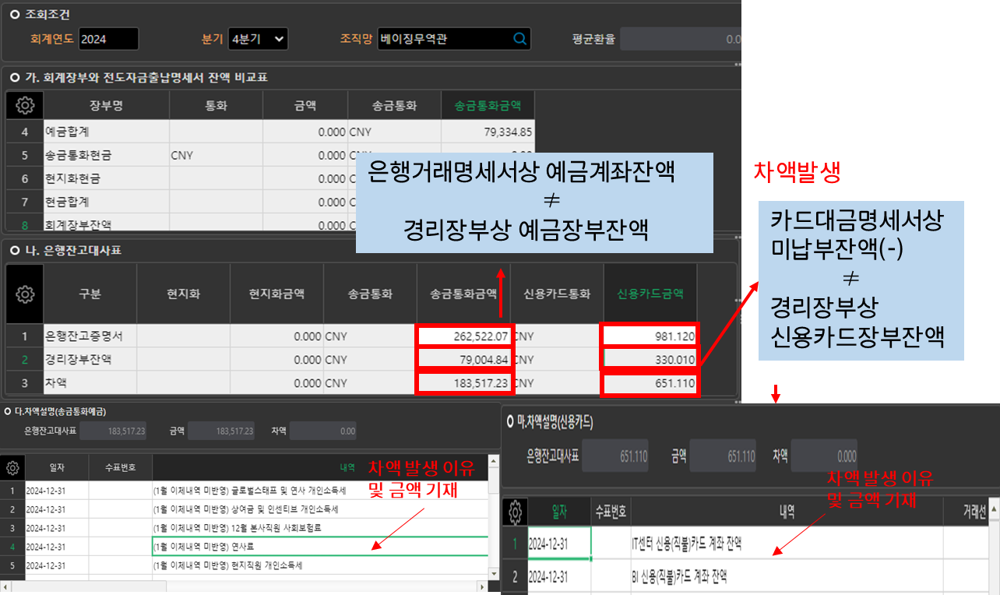 조회조건
회계연도 2024 분기 4분기 조직망 베이징무역관 평균환율 0.0
가. 회계장부와 전도자금출납명세서 잔액 비교표
장부명 통화 금액 송금통화 송금통화금액
4 예금합계 0.000 CNY 79,334.85
5 송금통화현금 CNY 0.000
6 현지화현금 0.000
7 현금합계 0.000
8 회계장부잔액 0.000
은행거래명세서상 예금계좌잔액
≠
경리장부상 예금장부잔액
차액발생
카드대금명세서상
미납부잔액(-)
≠
경리장부상
신용카드장부잔액
나. 은행잔고대사표
구분 현지화 현지화금액 송금통화 송금통화금액 신용카드통화 신용카드금액
1 은행잔고증명서 0.000 CNY 262,522.07 CNY 981.120
2 경리장부잔액 0.000 CNY 79,004.84 CNY 330.010
3 차액 0.000 CNY 183,517.23 CNY 651.110
다.차액설명(송금통화예금)
은행잔고대사표 183,517.23 금액 183,517.23 차액 0.00
일자 수표번호 내역
차액 발생 이유
및 금액 기재
1 2024-12-31 (1월 이체내역 미반영) 글로벌스태프 및 연사 개인소득세
2 2024-12-31 (1월 이체내역 미반영) 상여금 및 인센티브 개인소득세
3 2024-12-31 (1월 이체내역 미반영) 12월 본사직원 사회보험료
4 2024-12-31 (1월 이체내역 미반영) 연사료
5 2024-12-31 (1월 이체내역 미반영) 현지직원 개인소득세
마.차액설명(신용카드)
은행잔고대사표 651.110 금액 651.110 차액 0.000
차액 발생 이유
및 금액 기재
일자 수표번호 내역 거래선
1 2024-12-31 IT센터 신용(직불)카드 계좌 잔액
2 2024-12-31 BI 신용(직불)카드 계좌 잔액